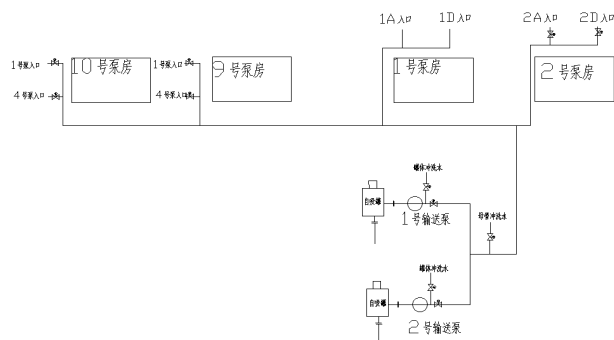 1A入口 1D入口 2A入口 2D入口
1号泵入口 10号泵房 1号泵入口 9号泵房 1号泵房 2号泵房
4号泵入口 4号泵入口
罐体冲洗水
自吸罐
1号输送泵
母管冲洗水
罐体冲洗水
自吸罐
2号输送泵